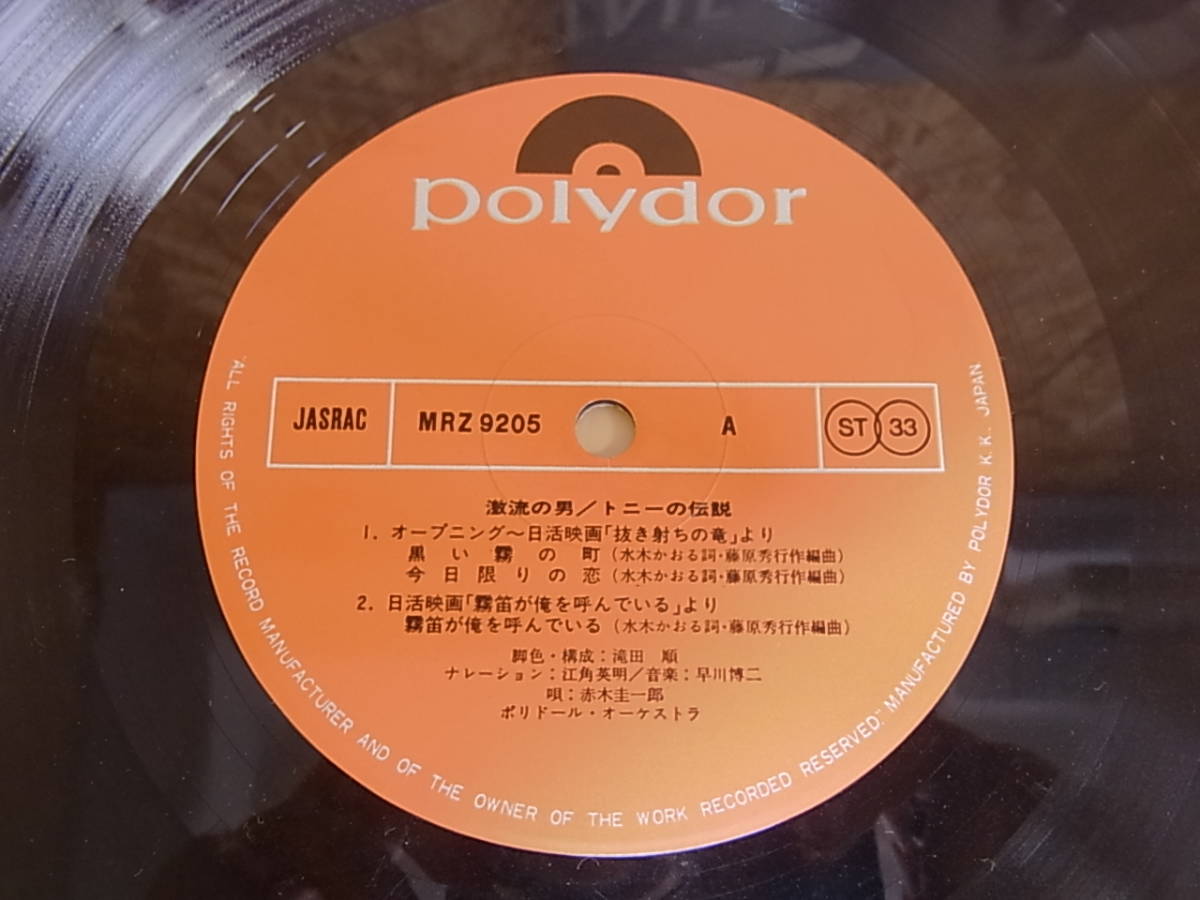 polydor
JASRAC MRZ 9205 A ST 33
激流の男／トニーの伝説
1. オープニング〜日活映画「抜き射ちの竜」より
黒い霧の町（水木かおる詞・藤原秀行作編曲）
今日限りの恋（水木かおる詞・藤原秀行作編曲）
2. 日活映画「霧笛が俺を呼んでいる」より
霧笛が俺を呼んでいる（水木かおる詞・藤原秀行作編曲）
脚色・構成：滝田 順
ナレーション：江角英明／音楽：早川博二
唄：赤木圭一郎
ポリドール・オーケストラ
"ALL RIGHTS OF THE RECORD MANUFACTURER AND OF THE OWNER OF THE WORK RECORDED RESERVED." MANUFACTURED BY POLYDOR K.K., JAPAN